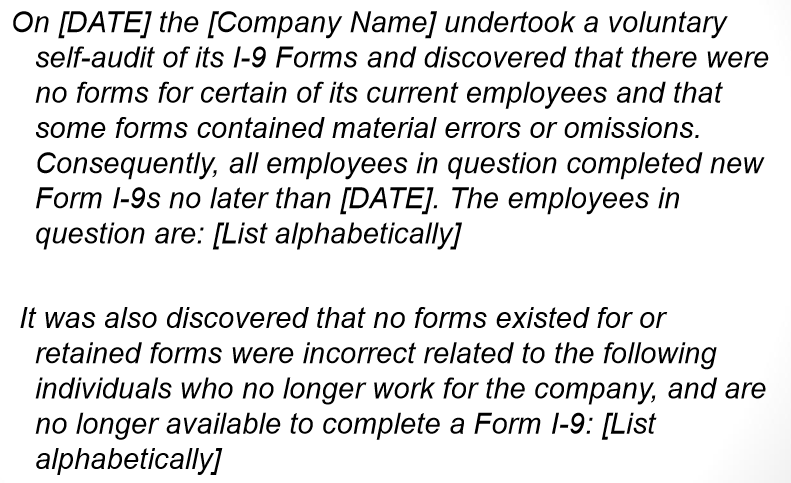 On [DATE] the [Company Name] undertook a voluntary
self-audit of its I-9 Forms and discovered that there were
no forms for certain of its current employees and that
some forms contained material errors or omissions.
Consequently, all employees in question completed new
Form I-9s no later than [DATE]. The employees in
question are: [List alphabetically]
It was also discovered that no forms existed for or
retained forms were incorrect related to the following
individuals who no longer work for the company, and are
no longer available to complete a Form I-9: [List
alphabetically]